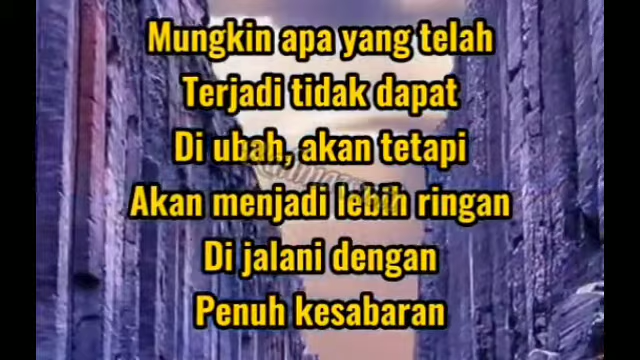 Mungkin apa yang telah
Terjadi tidak dapat
Di ubah, akan tetapi
Akan menjadi lebih ringan
Di jalani dengan
Penuh kesabaran